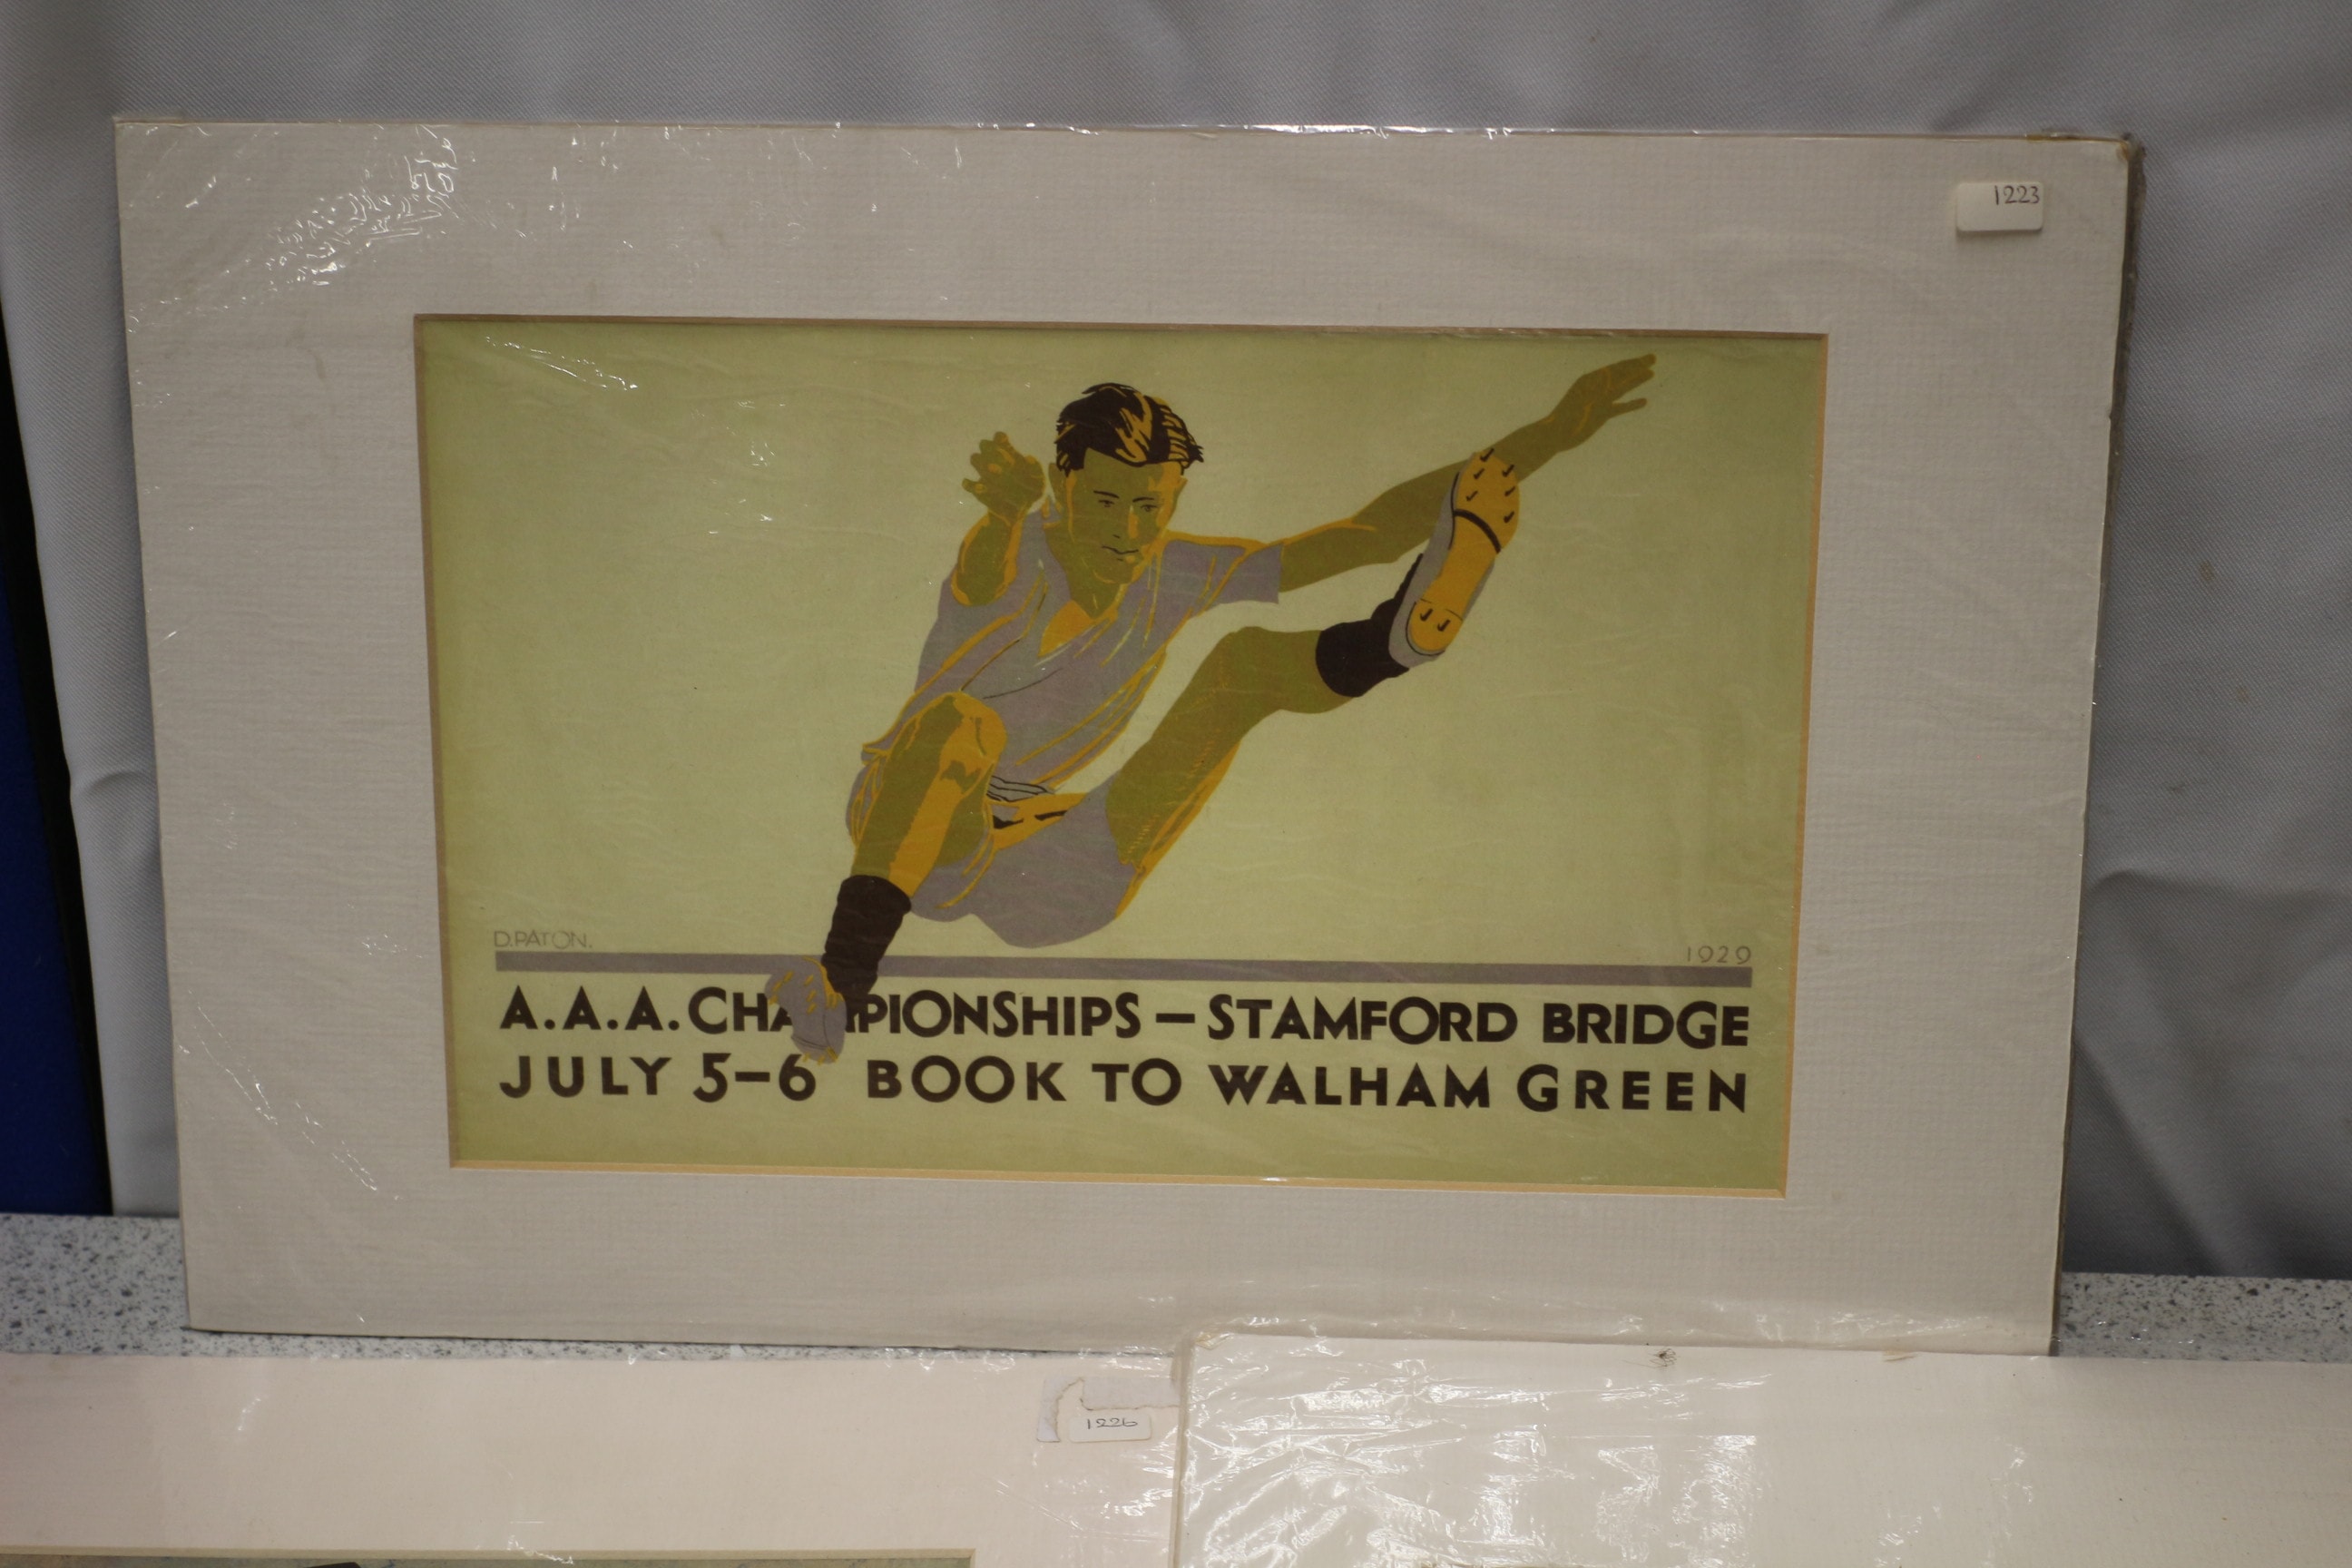 1223
D.PATON.
1929
A.A.A. CHAMPIONSHIPS – STAMFORD BRIDGE
JULY 5–6 BOOK TO WALHAM GREEN
1226